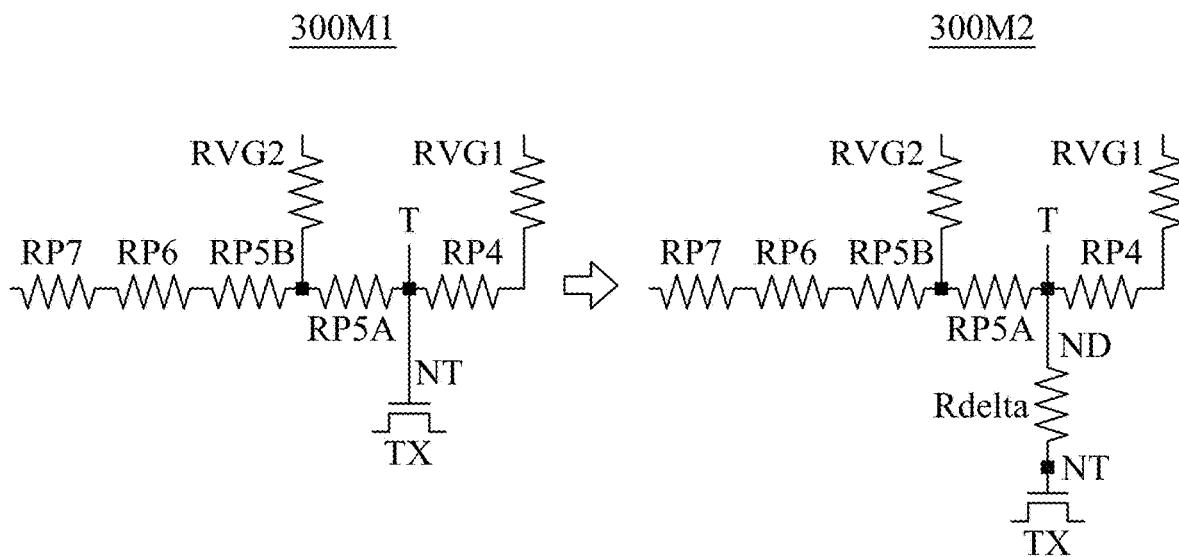 300M1
300M2
RVG2
RVG1
RVG2
RVG1
T
T
RP7 RP6 RP5B
RP4
RP7 RP6 RP5B
RP4
RP5A
RP5A
NT
ND
TX
Rdelta
NT
TX